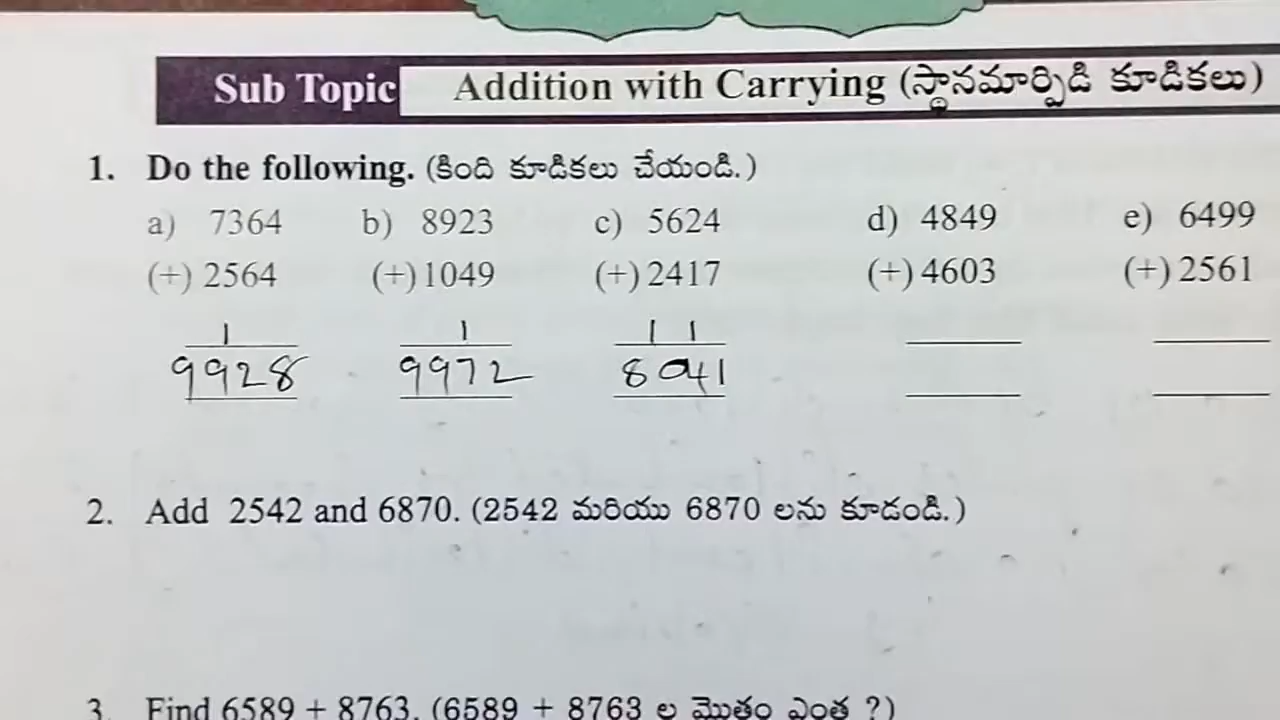 Sub Topic Addition with Carrying (స్థానమార్పిడి కూడికలు)
1. Do the following. (కింది కూడికలు చేయండి.)
a) 7364 b) 8923 c) 5624 d) 4849 e) 6499
(+) 2564 (+) 1049 (+) 2417 (+) 4603 (+) 2561
1 1 1 1
9928 9972 8041
2. Add 2542 and 6870. (2542 మరియు 6870 లను కూడండి.)
3. Find 6589 + 8763. (6589 + 8763 ల మొతం ఎంత ?)